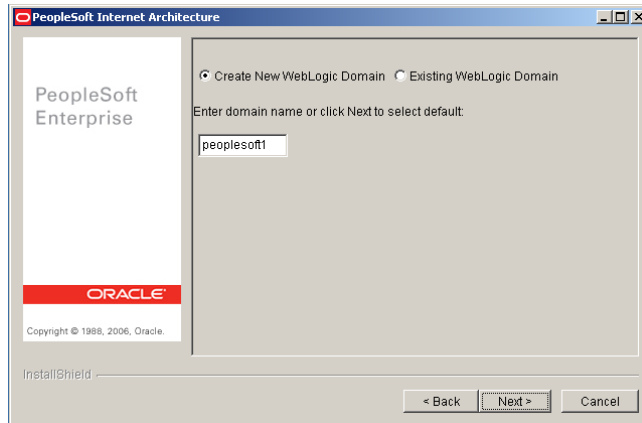 PeopleSoft Internet Architecture
PeopleSoft
Enterprise
Create New WebLogic Domain Existing WebLogic Domain
Enter domain name or click Next to select default:
peoplesoft1
ORACLE
Copyright © 1988, 2006, Oracle.
InstallShield
< Back Next > Cancel